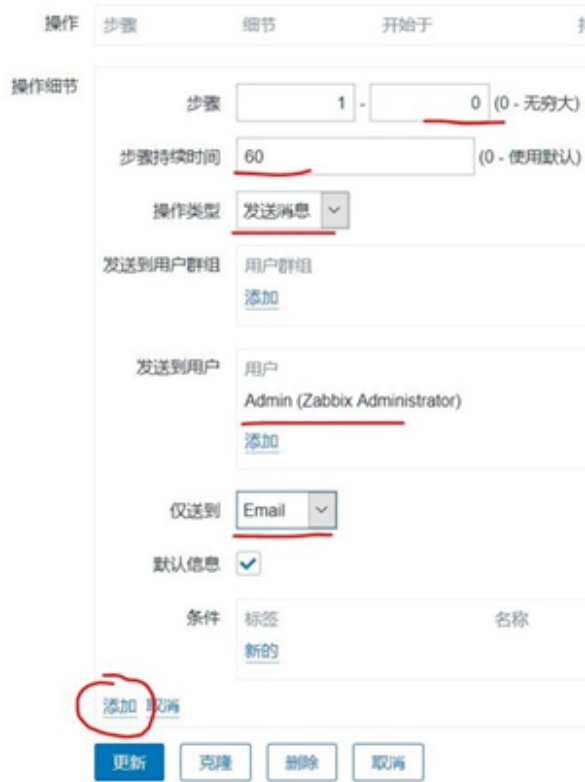 操作 步骤 细节 开始于
操作细节
步骤 1 - 0 (0 - 无穷大)
步骤持续时间 60 (0 - 使用默认)
操作类型 发送消息
发送到用户群组 用户群组
添加
发送到用户 用户
Admin (Zabbix Administrator)
添加
仅送到 Email
默认信息
条件 标签 名称
新的
添加 取消
更新 克隆 删除 取消